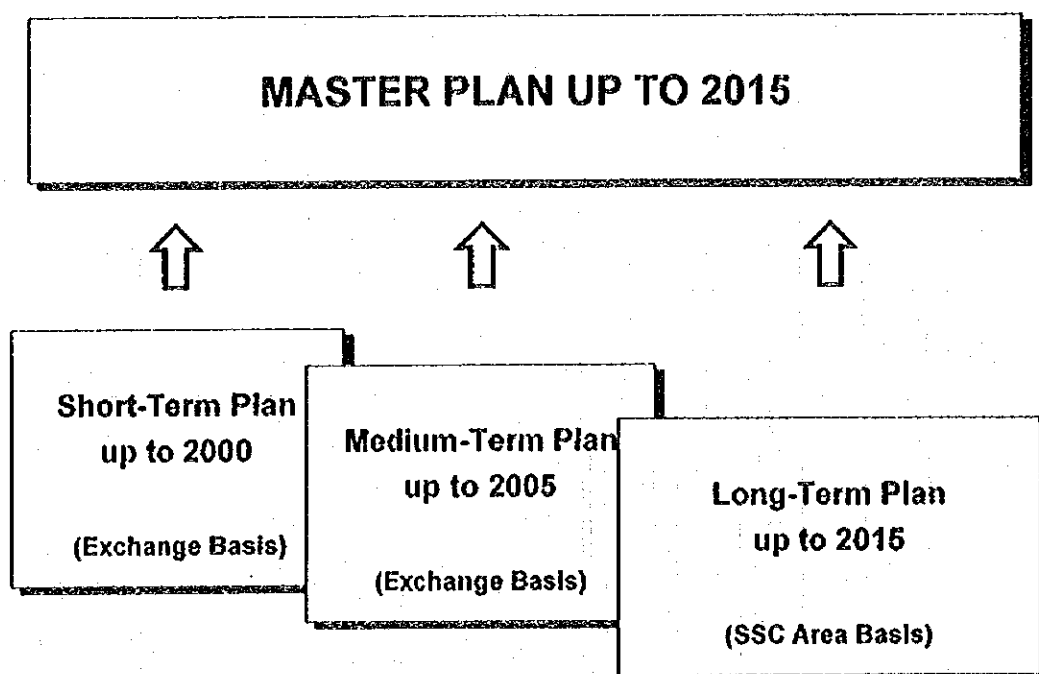 MASTER PLAN UP TO 2015
Short-Term Plan
up to 2000
(Exchange Basis)
Medium-Term Plan
up to 2005
(Exchange Basis)
Long-Term Plan
up to 2015
(SSC Area Basis)